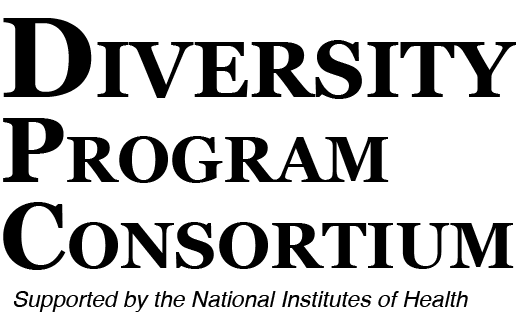 DIVERSITY
PROGRAM
CONSORTIUM
Supported by the National Institutes of Health